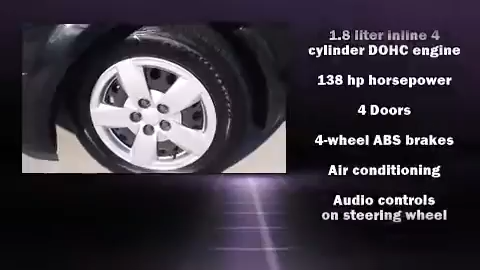 1.8 liter inline 4
cylinder DOHC engine
138 hp horsepower
4 Doors
4-wheel ABS brakes
Air conditioning
Audio controls
on steering wheel